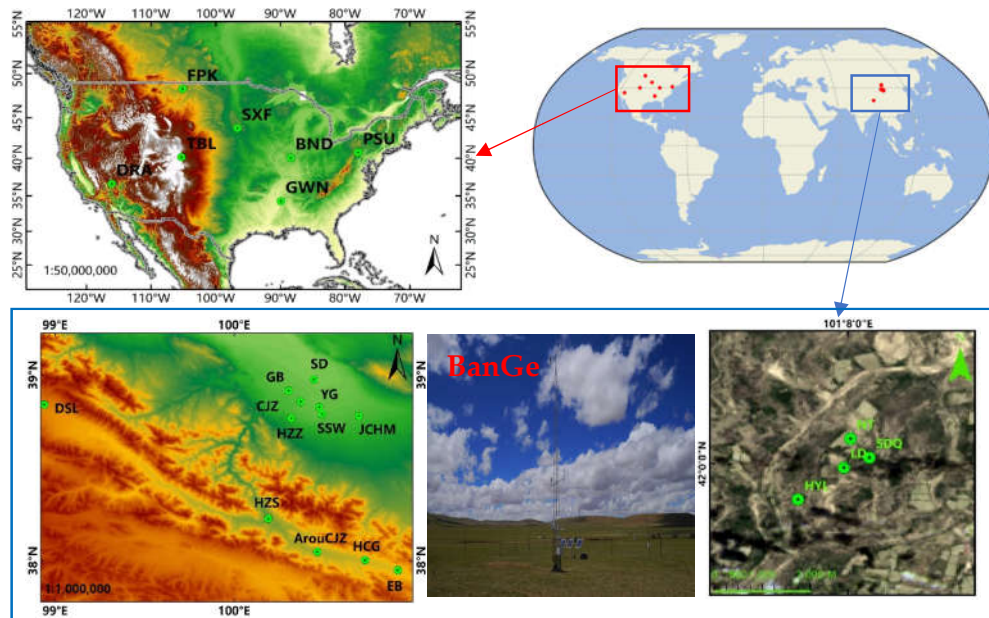 120°W 110°W 100°W 90°W 80°W 70°W
55°N 50°N 45°N 40°N 35°N 30°N 25°N
55°N 50°N 45°N 40°N 35°N 30°N 25°N
FPK
SXF
TBL
BND
PSU
DRA
GWN
N
1:50,000,000
120°W 110°W 100°W 90°W 80°W 70°W
99°E 100°E
39°N 38°N
39°N 38°N
N
SD
GB
YG
CJZ
DSL
HZZ
SSW
JCHM
HZS
ArouCJZ
HCG
EB
1:1,000,000
99°E 100°E
BanGe
101°8'0"E
42°0'0"N
SDQ
LD
HYL